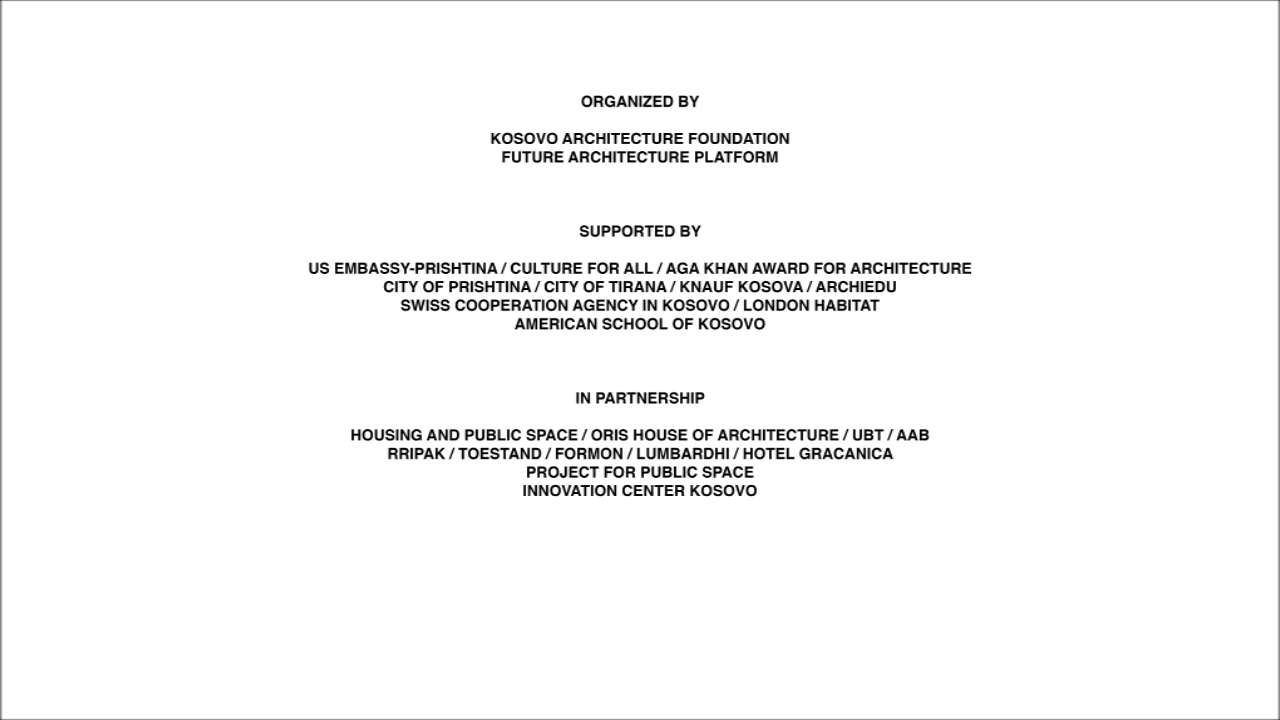 ORGANIZED BY
KOSOVO ARCHITECTURE FOUNDATION
FUTURE ARCHITECTURE PLATFORM
SUPPORTED BY
US EMBASSY-PRISHTINA / CULTURE FOR ALL / AGA KHAN AWARD FOR ARCHITECTURE
CITY OF PRISHTINA / CITY OF TIRANA / KNAUF KOSOVA / ARCHIEDU
SWISS COOPERATION AGENCY IN KOSOVO / LONDON HABITAT
AMERICAN SCHOOL OF KOSOVO
IN PARTNERSHIP
HOUSING AND PUBLIC SPACE / ORIS HOUSE OF ARCHITECTURE / UBT / AAB
RRIPAK / TOESTAND / FORMON / LUMBARDHI / HOTEL GRACANICA
PROJECT FOR PUBLIC SPACE
INNOVATION CENTER KOSOVO